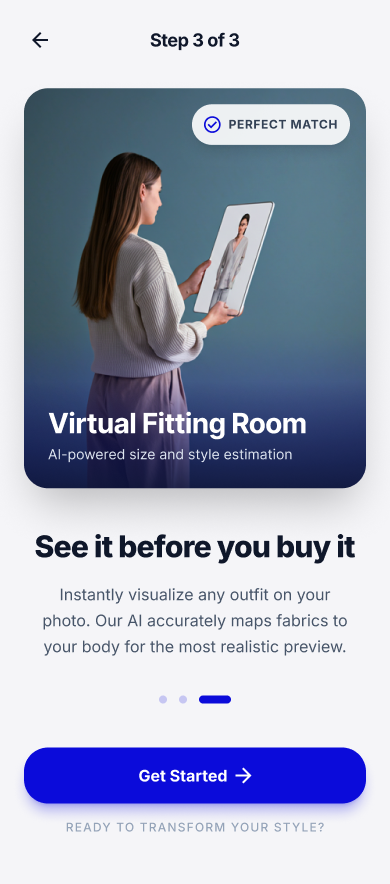 Step 3 of 3
PERFECT MATCH
Virtual Fitting Room
AI-powered size and style estimation
See it before you buy it
Instantly visualize any outfit on your
photo. Our AI accurately maps fabrics to
your body for the most realistic preview.
Get Started
READY TO TRANSFORM YOUR STYLE?